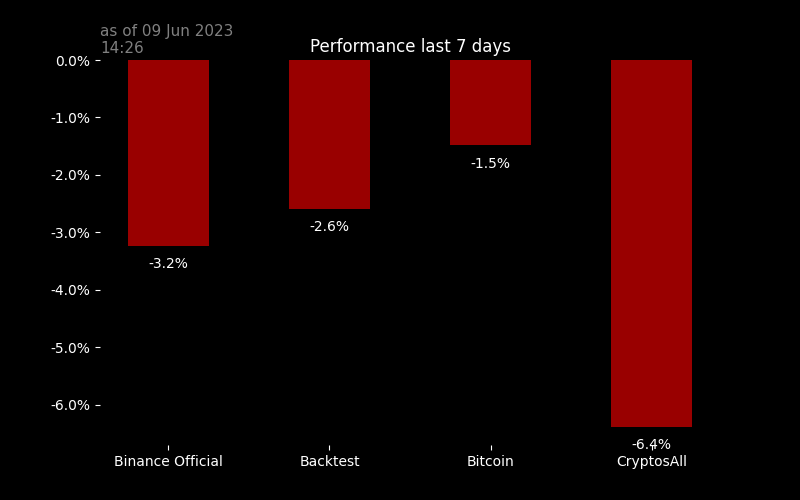 as of 09 Jun 2023
14:26
Performance last 7 days
0.0%
-1.0%
-2.0%
-3.0%
-4.0%
-5.0%
-6.0%
-3.2%
-2.6%
-1.5%
-6.4%
Binance Official
Backtest
Bitcoin
CryptosAll